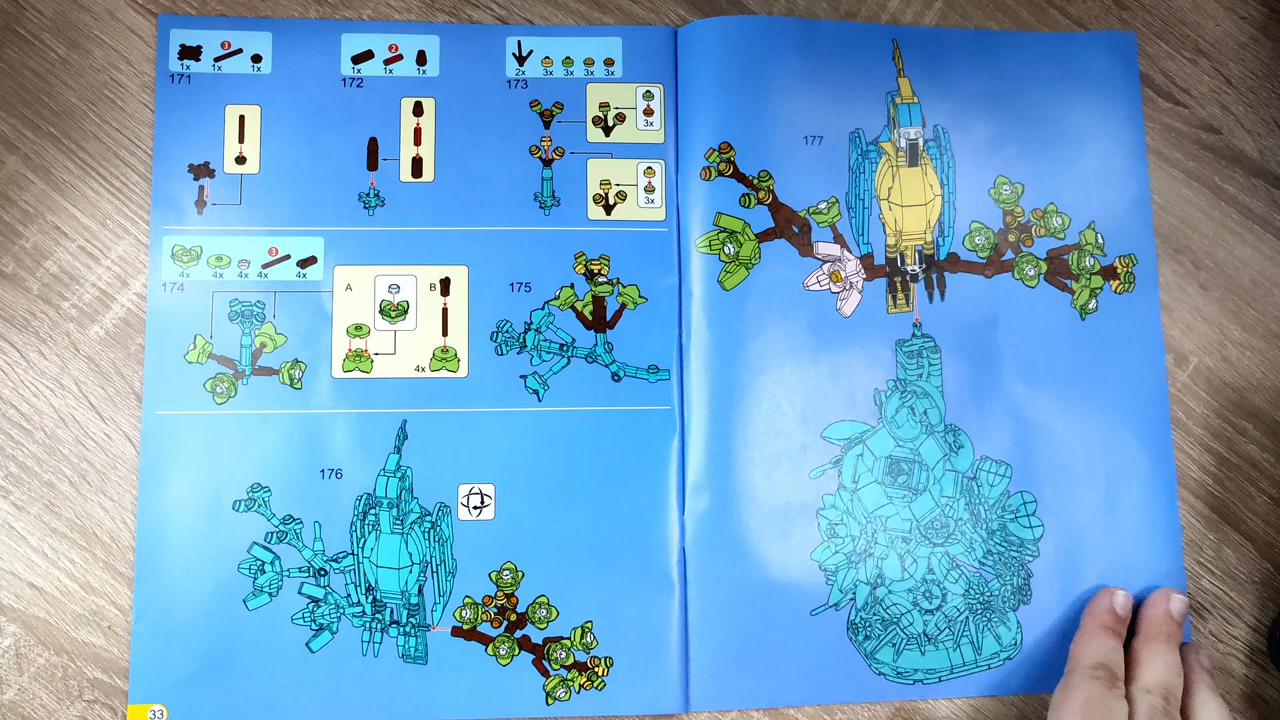 3
1x 1x 1x
171
2
1x 1x 1x
172
2x 3x 3x 3x 3x
173
3x
3x
3
4x 4x 4x 4x 4x
174
A B
4x
175
176
177
33